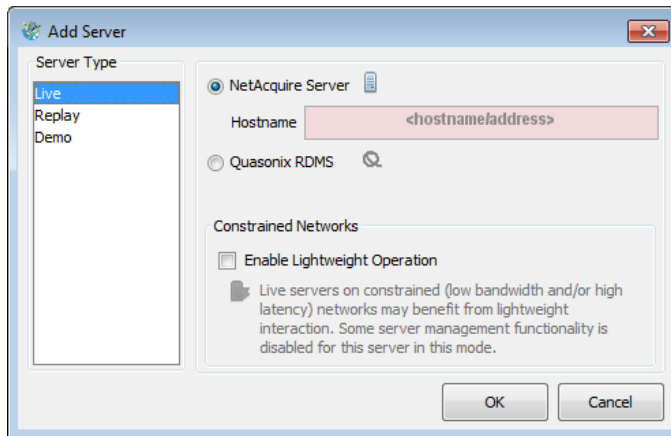 Add Server
Server Type
Live
Replay
Demo
NetAcquire Server
Hostname
<hostname/address>
Quasonix RDMS
Constrained Networks
Enable Lightweight Operation
Live servers on constrained (low bandwidth and/or high
latency) networks may benefit from lightweight
interaction. Some server management functionality is
disabled for this server in this mode.
OK
Cancel